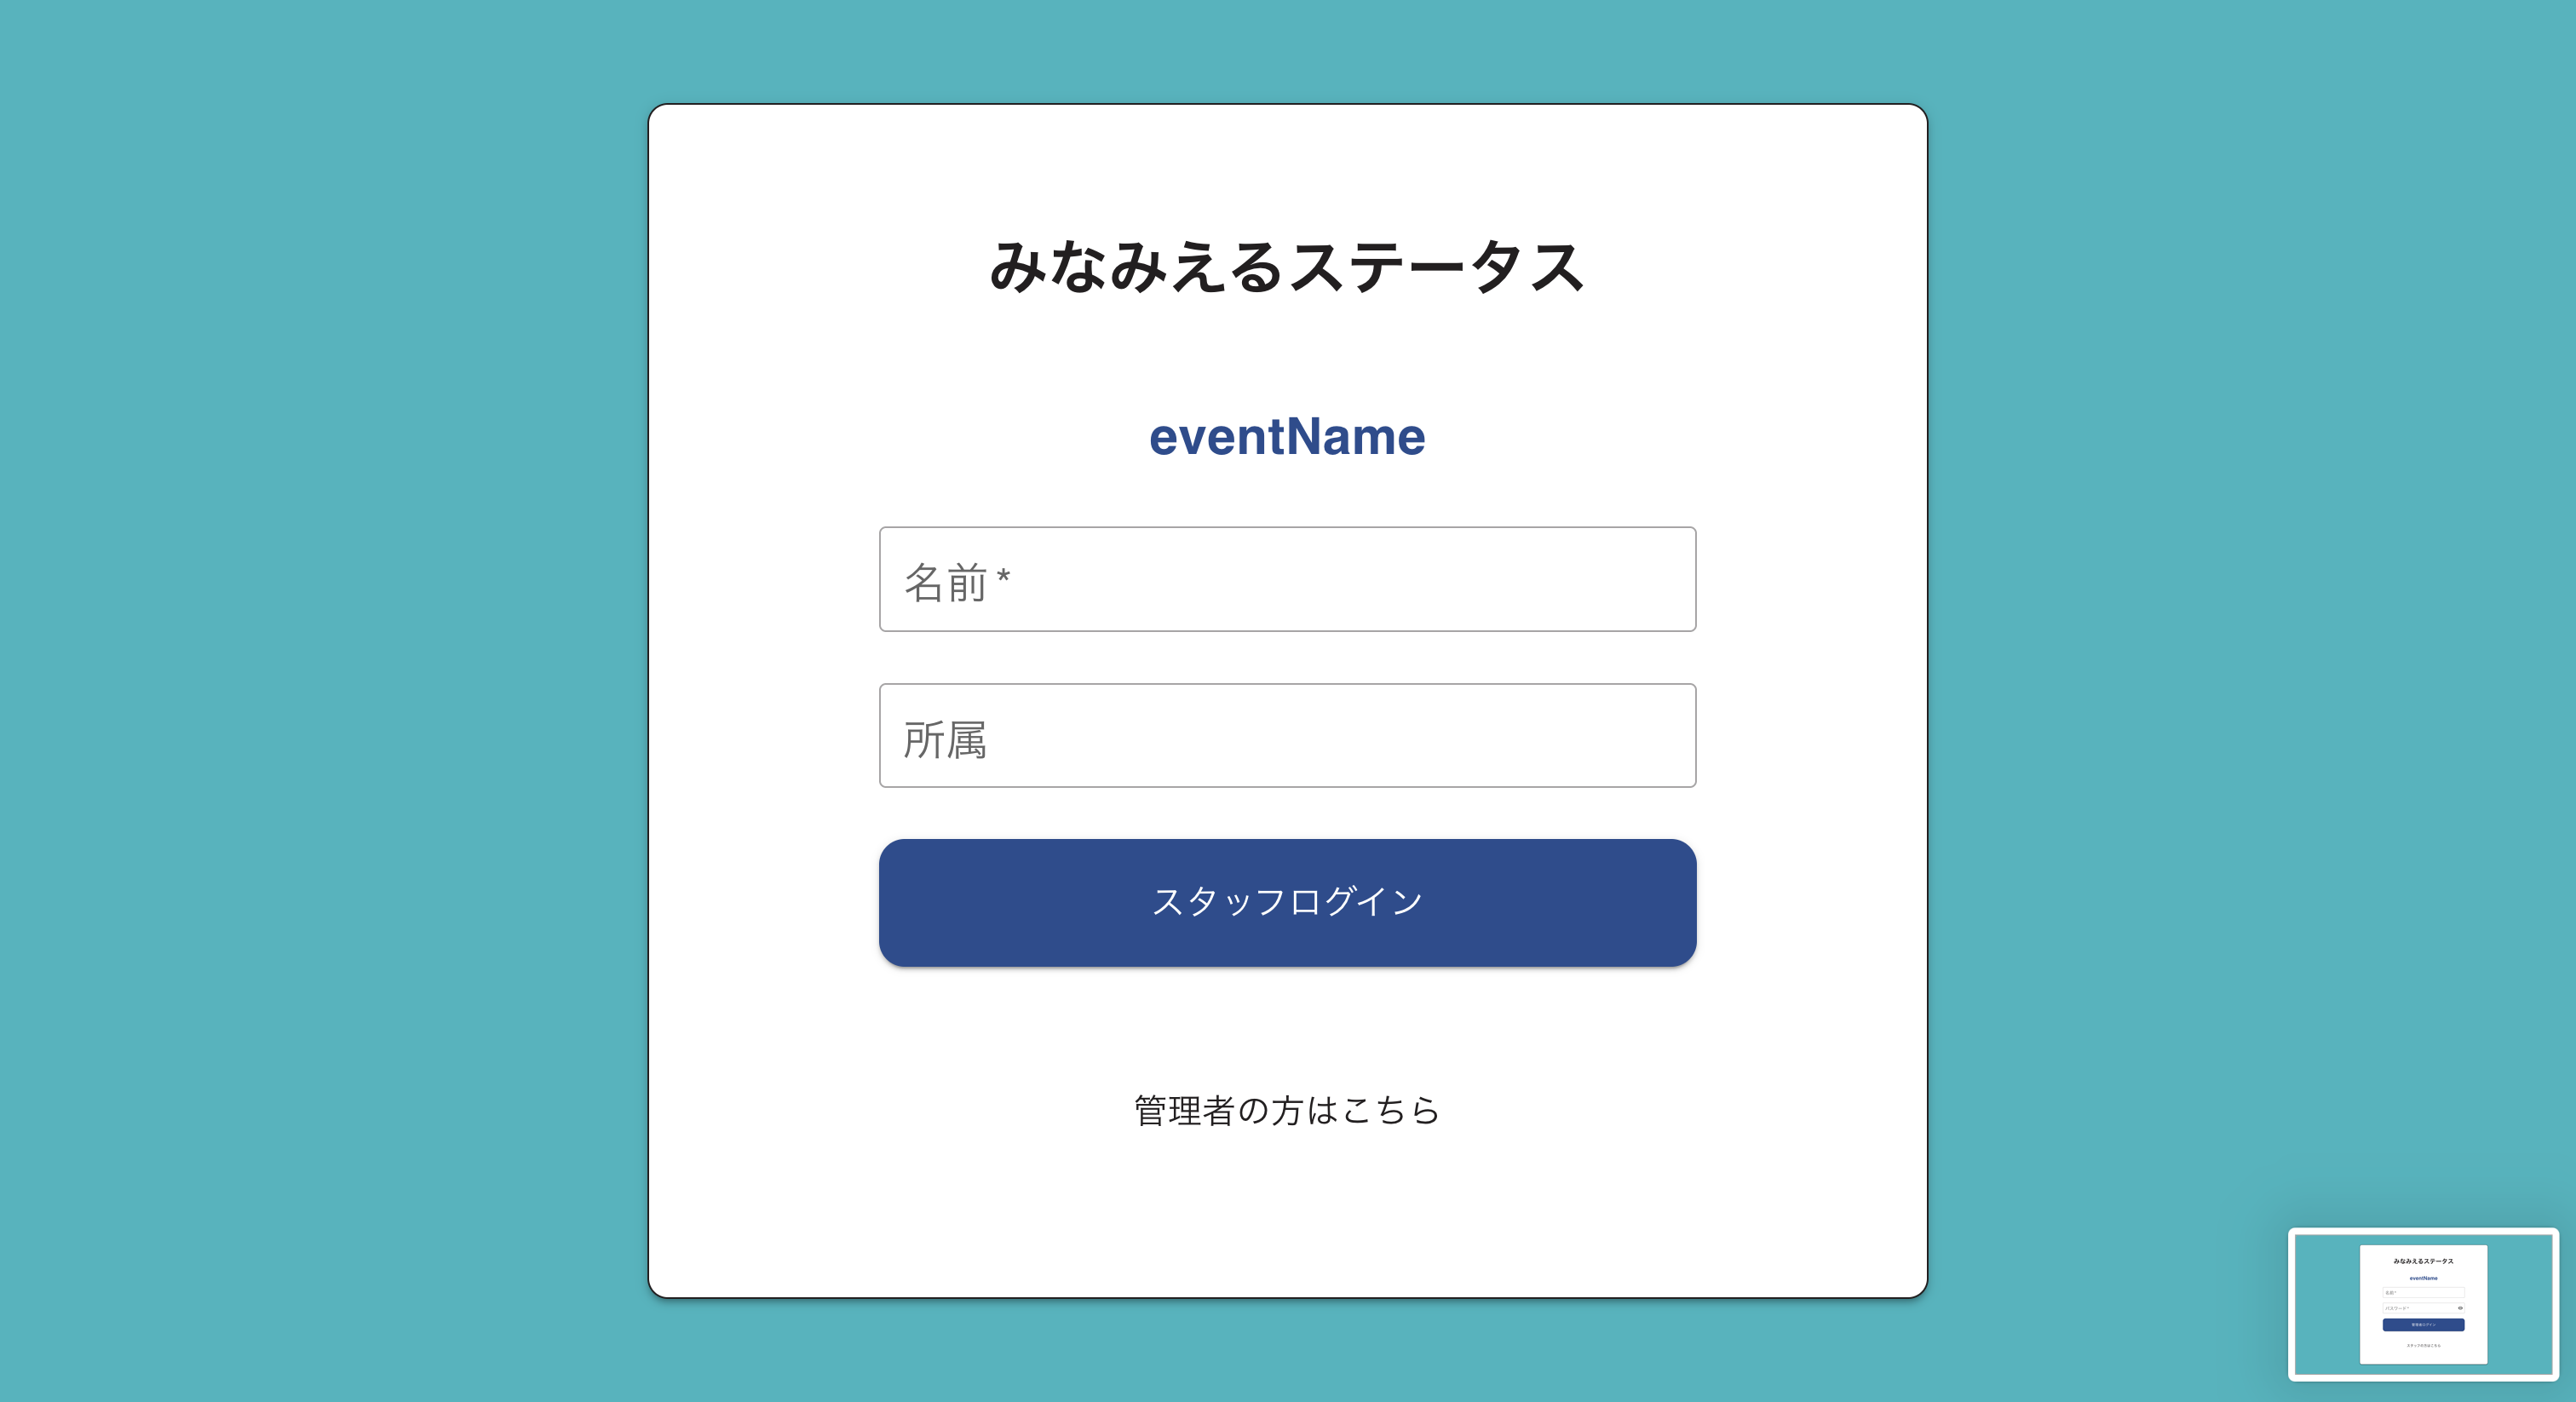 みなみえるステータス
eventName
名前 *
所属
スタッフログイン
管理者の方はこちら
みなみえるステータス
eventName
名前 *
パスワード *
管理者ログイン
スタッフの方はこちら